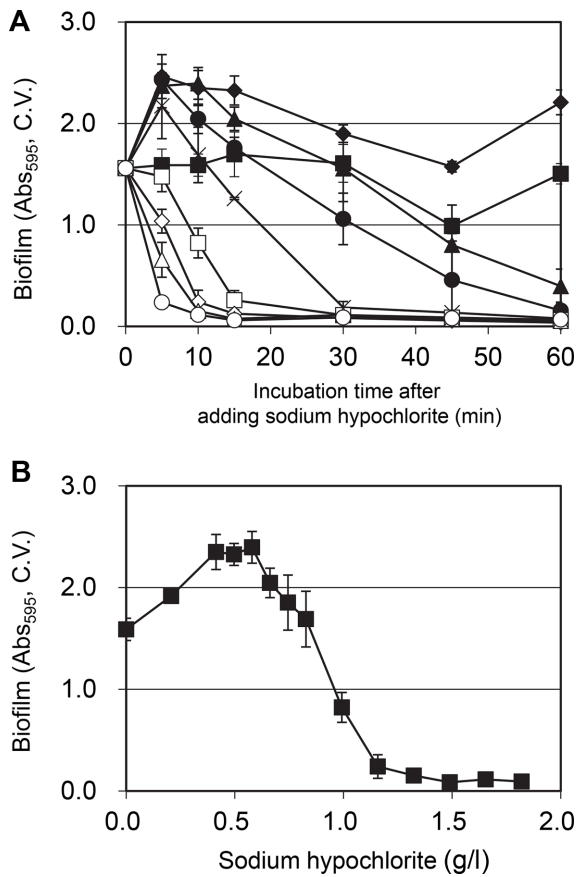 A
3.0
2.0
1.0
0.0
Biofilm (Abs595, C.V.)
0 10 20 30 40 50 60
Incubation time after
adding sodium hypochlorite (min)
B
3.0
2.0
1.0
0.0
Biofilm (Abs595, C.V.)
0.0 0.5 1.0 1.5 2.0
Sodium hypochlorite (g/l)